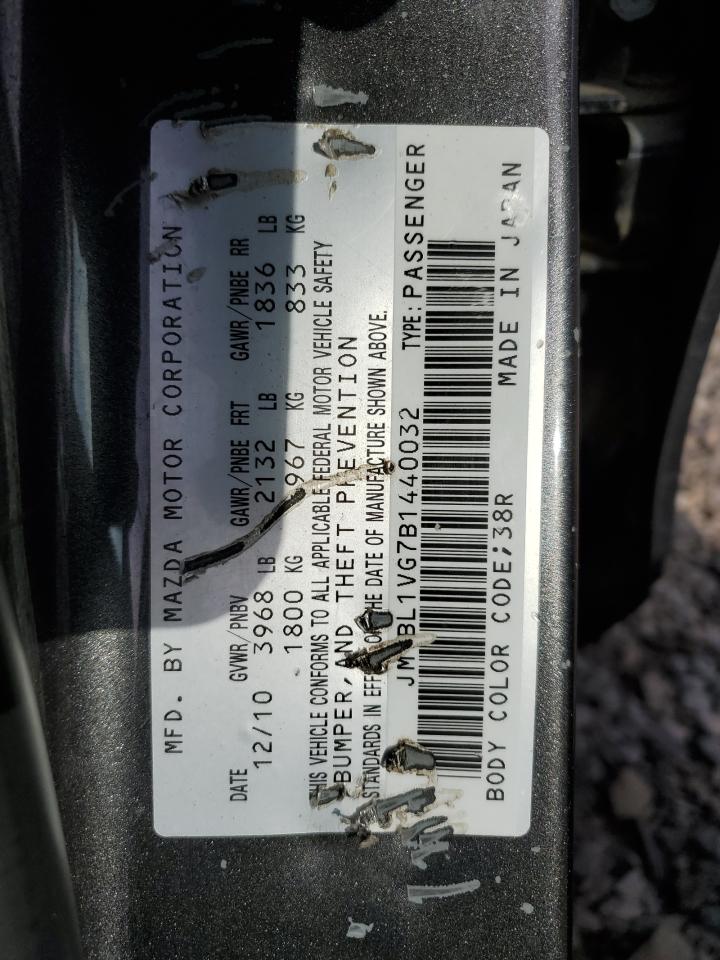 MFD. BY MAZDA MOTOR CORPORATION
DATE GVWR/PNBV GAWR/PNBE FRT GAWR/PNBE RR
12/10 3968 LB 2132 LB 1836 LB
1800 KG 967 KG 833 KG
THIS VEHICLE CONFORMS TO ALL APPLICABLE FEDERAL MOTOR VEHICLE SAFETY
BUMPER, AND THEFT PREVENTION
STANDARDS IN EFFECT ON THE DATE OF MANUFACTURE SHOWN ABOVE.
TYPE: PASSENGER
BODY COLOR CODE; 38R
MADE IN JAPAN